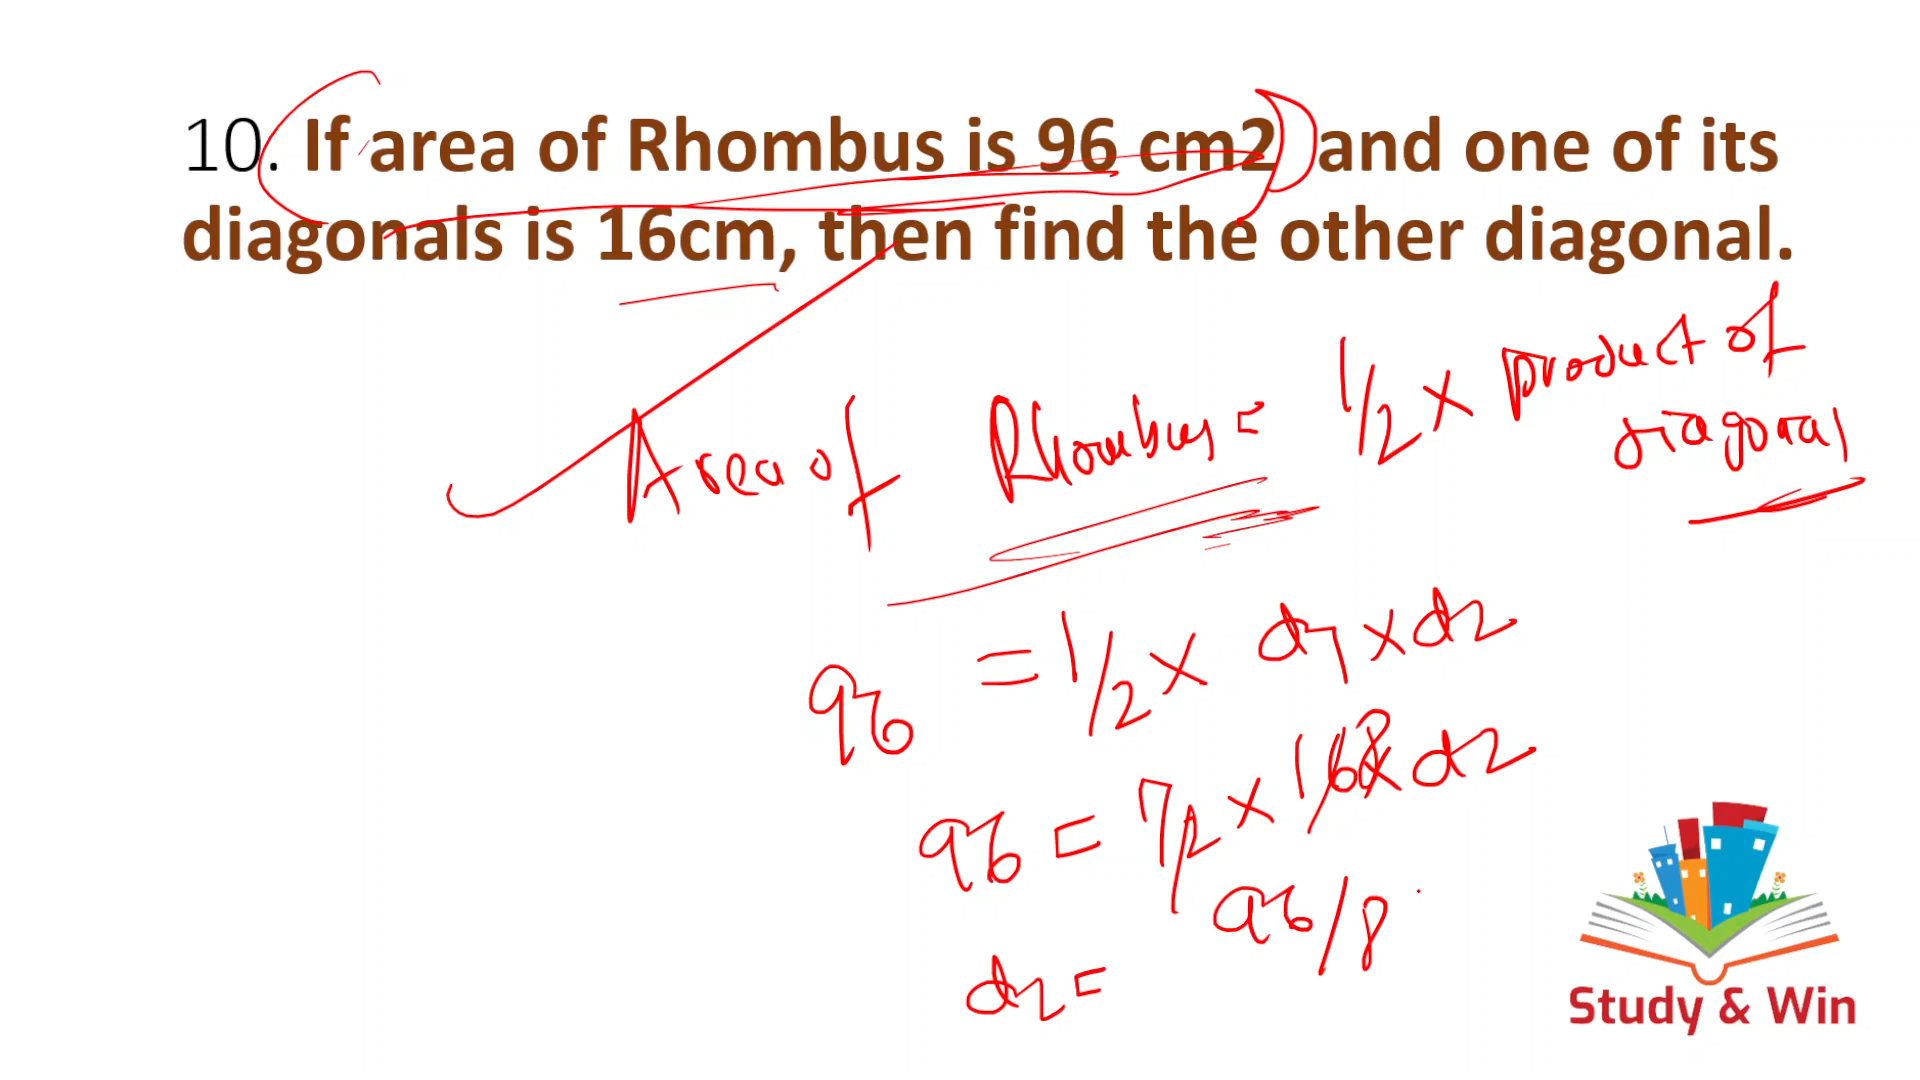 10. If area of Rhombus is 96 cm2 and one of its
diagonals is 16cm, then find the other diagonal.
Area of Rhombus = 1/2 × product of
diagonal
96 = 1/2 × d1 × d2
96 = 1/2 × 16 8 × d2
d2 = 96/8
Study & Win